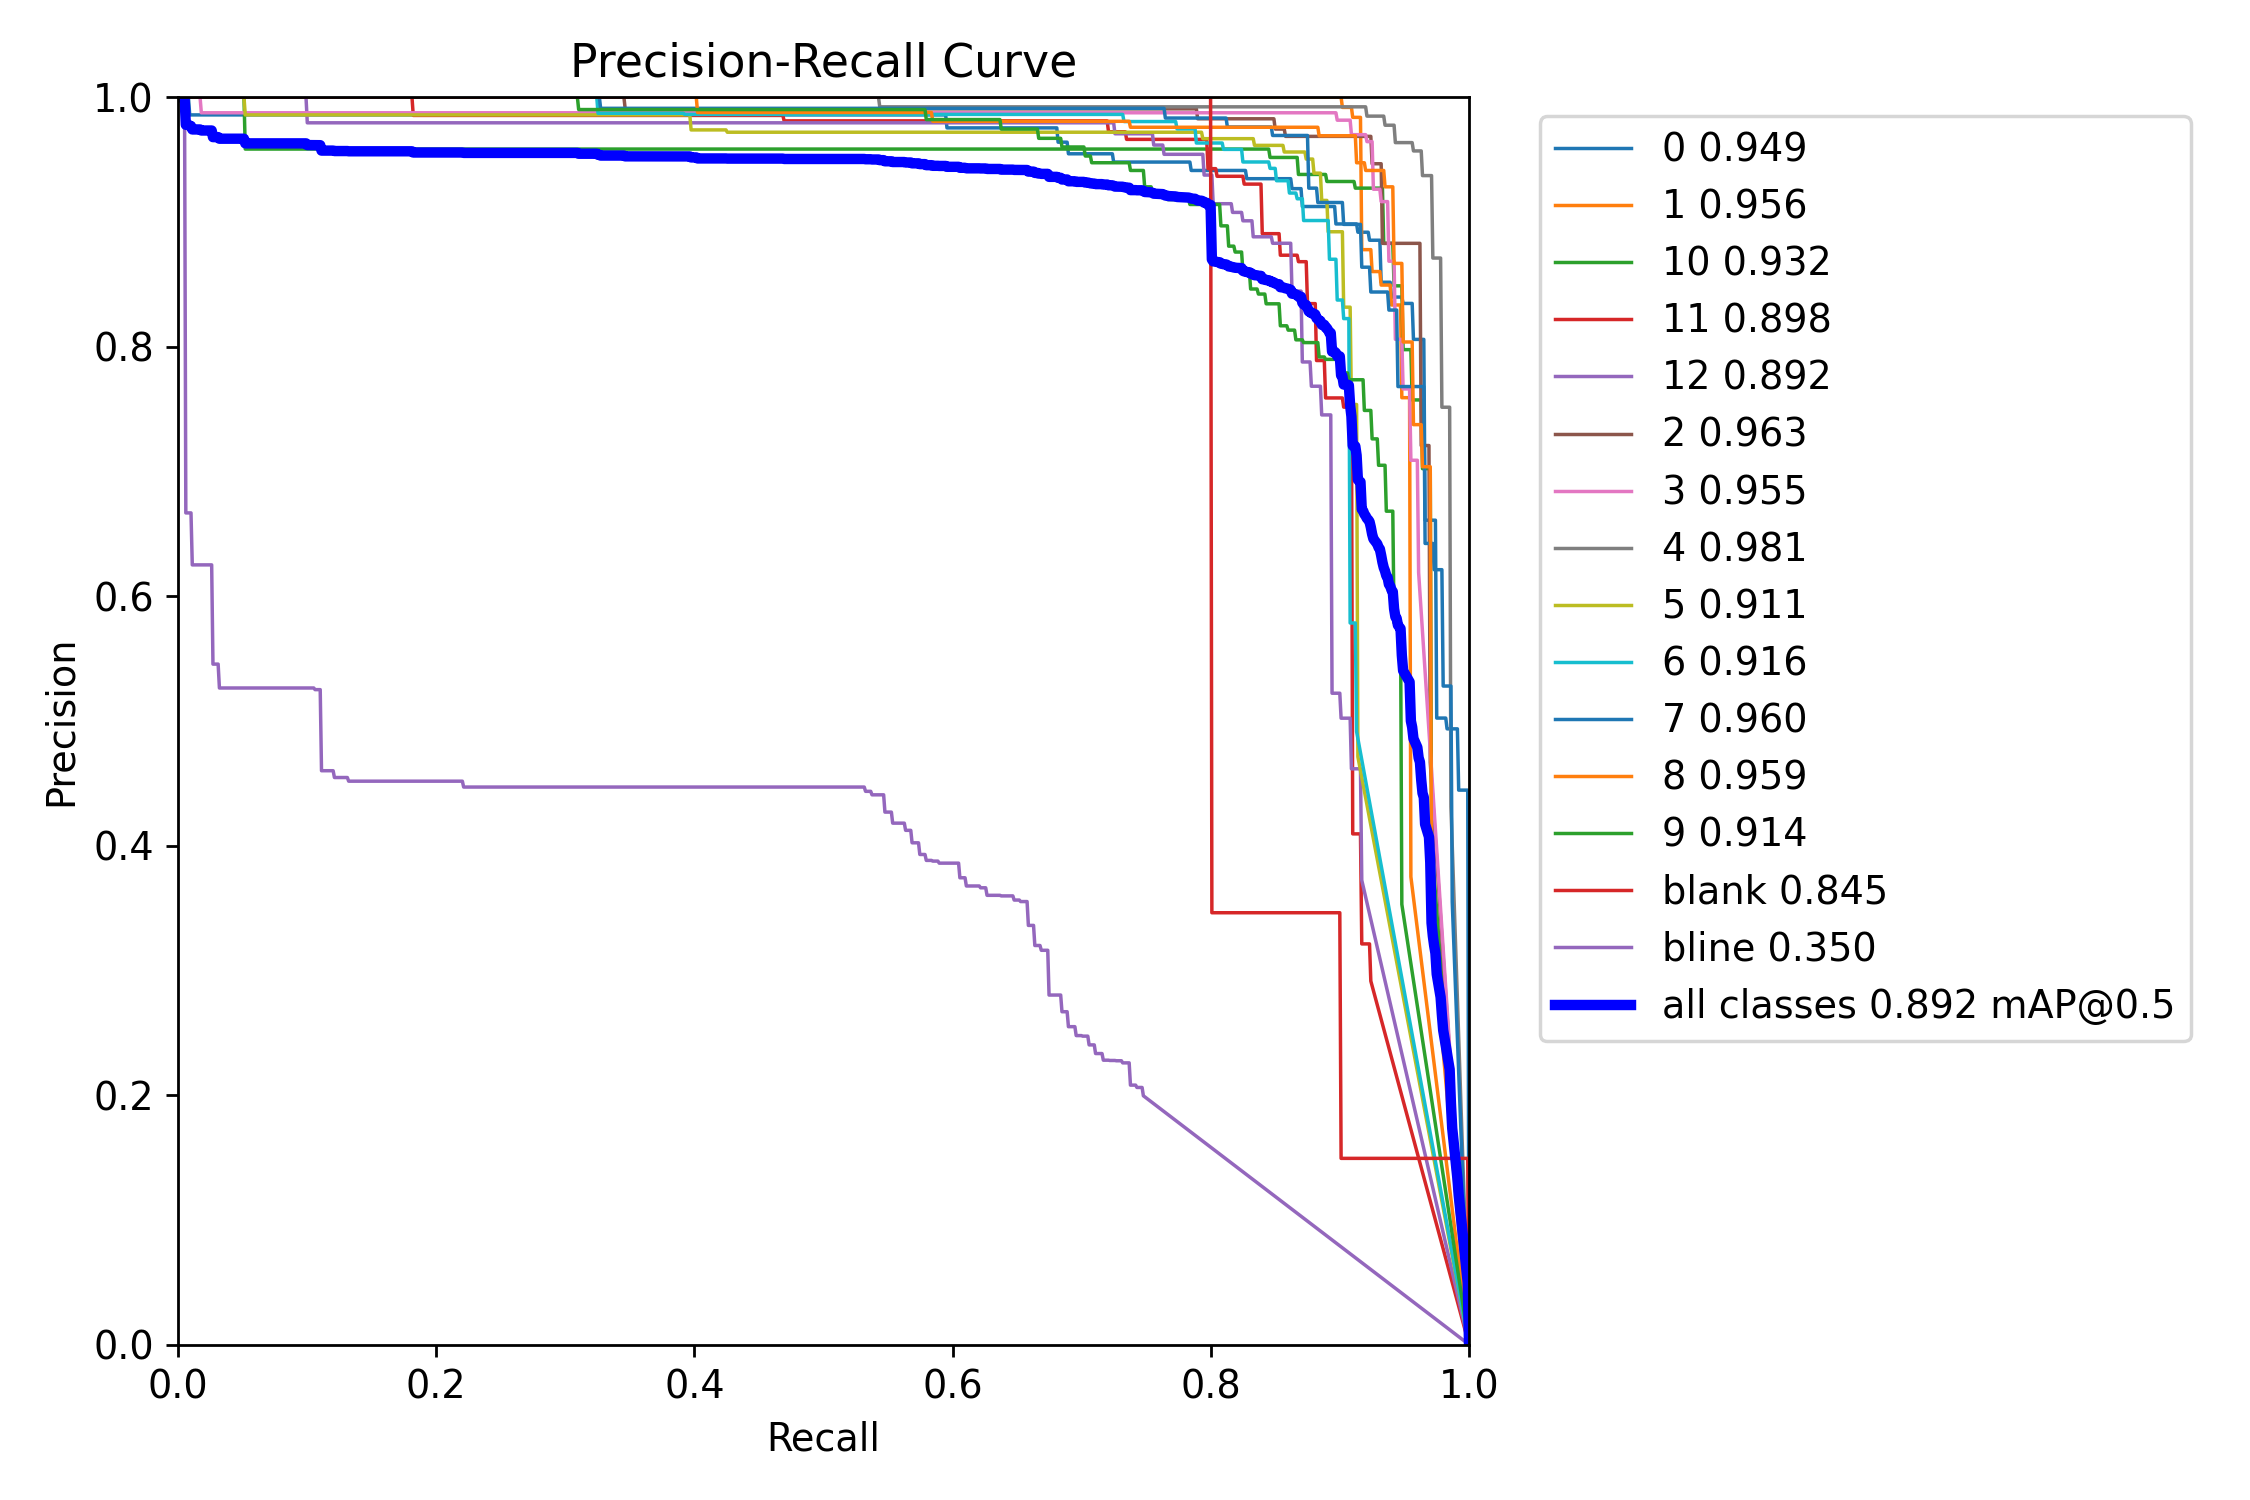 Precision-Recall Curve
1.0
0.8
0.6
0.4
0.2
0.0
Precision
0.0 0.2 0.4 0.6 0.8 1.0
Recall
0 0.949
1 0.956
10 0.932
11 0.898
12 0.892
2 0.963
3 0.955
4 0.981
5 0.911
6 0.916
7 0.960
8 0.959
9 0.914
blank 0.845
bline 0.350
all classes 0.892 mAP@0.5